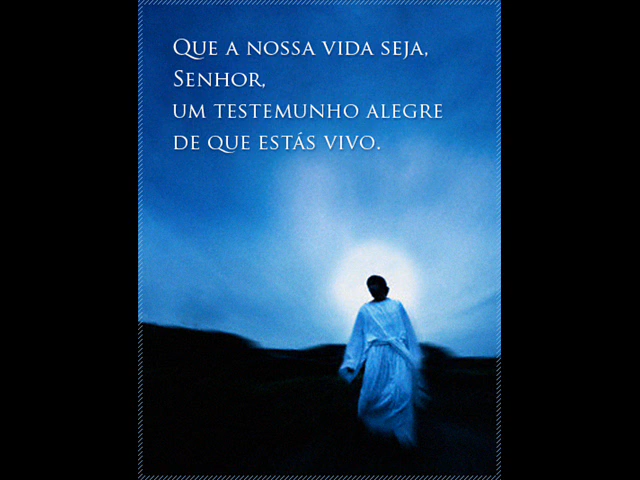 Que a nossa vida seja,
Senhor,
um testemunho alegre
de que estás vivo.